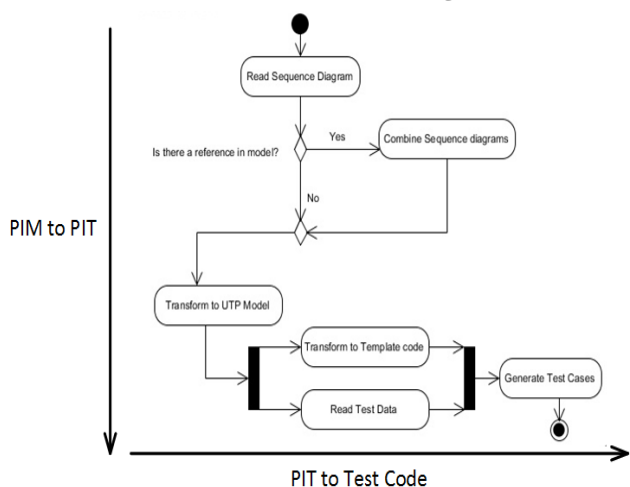 Read Sequence Diagram
Is there a reference in model?
Yes
Combine Sequence diagrams
No
PIM to PIT
Transform to UTP Model
Transform to Template code
Read Test Data
Generate Test Cases
PIT to Test Code